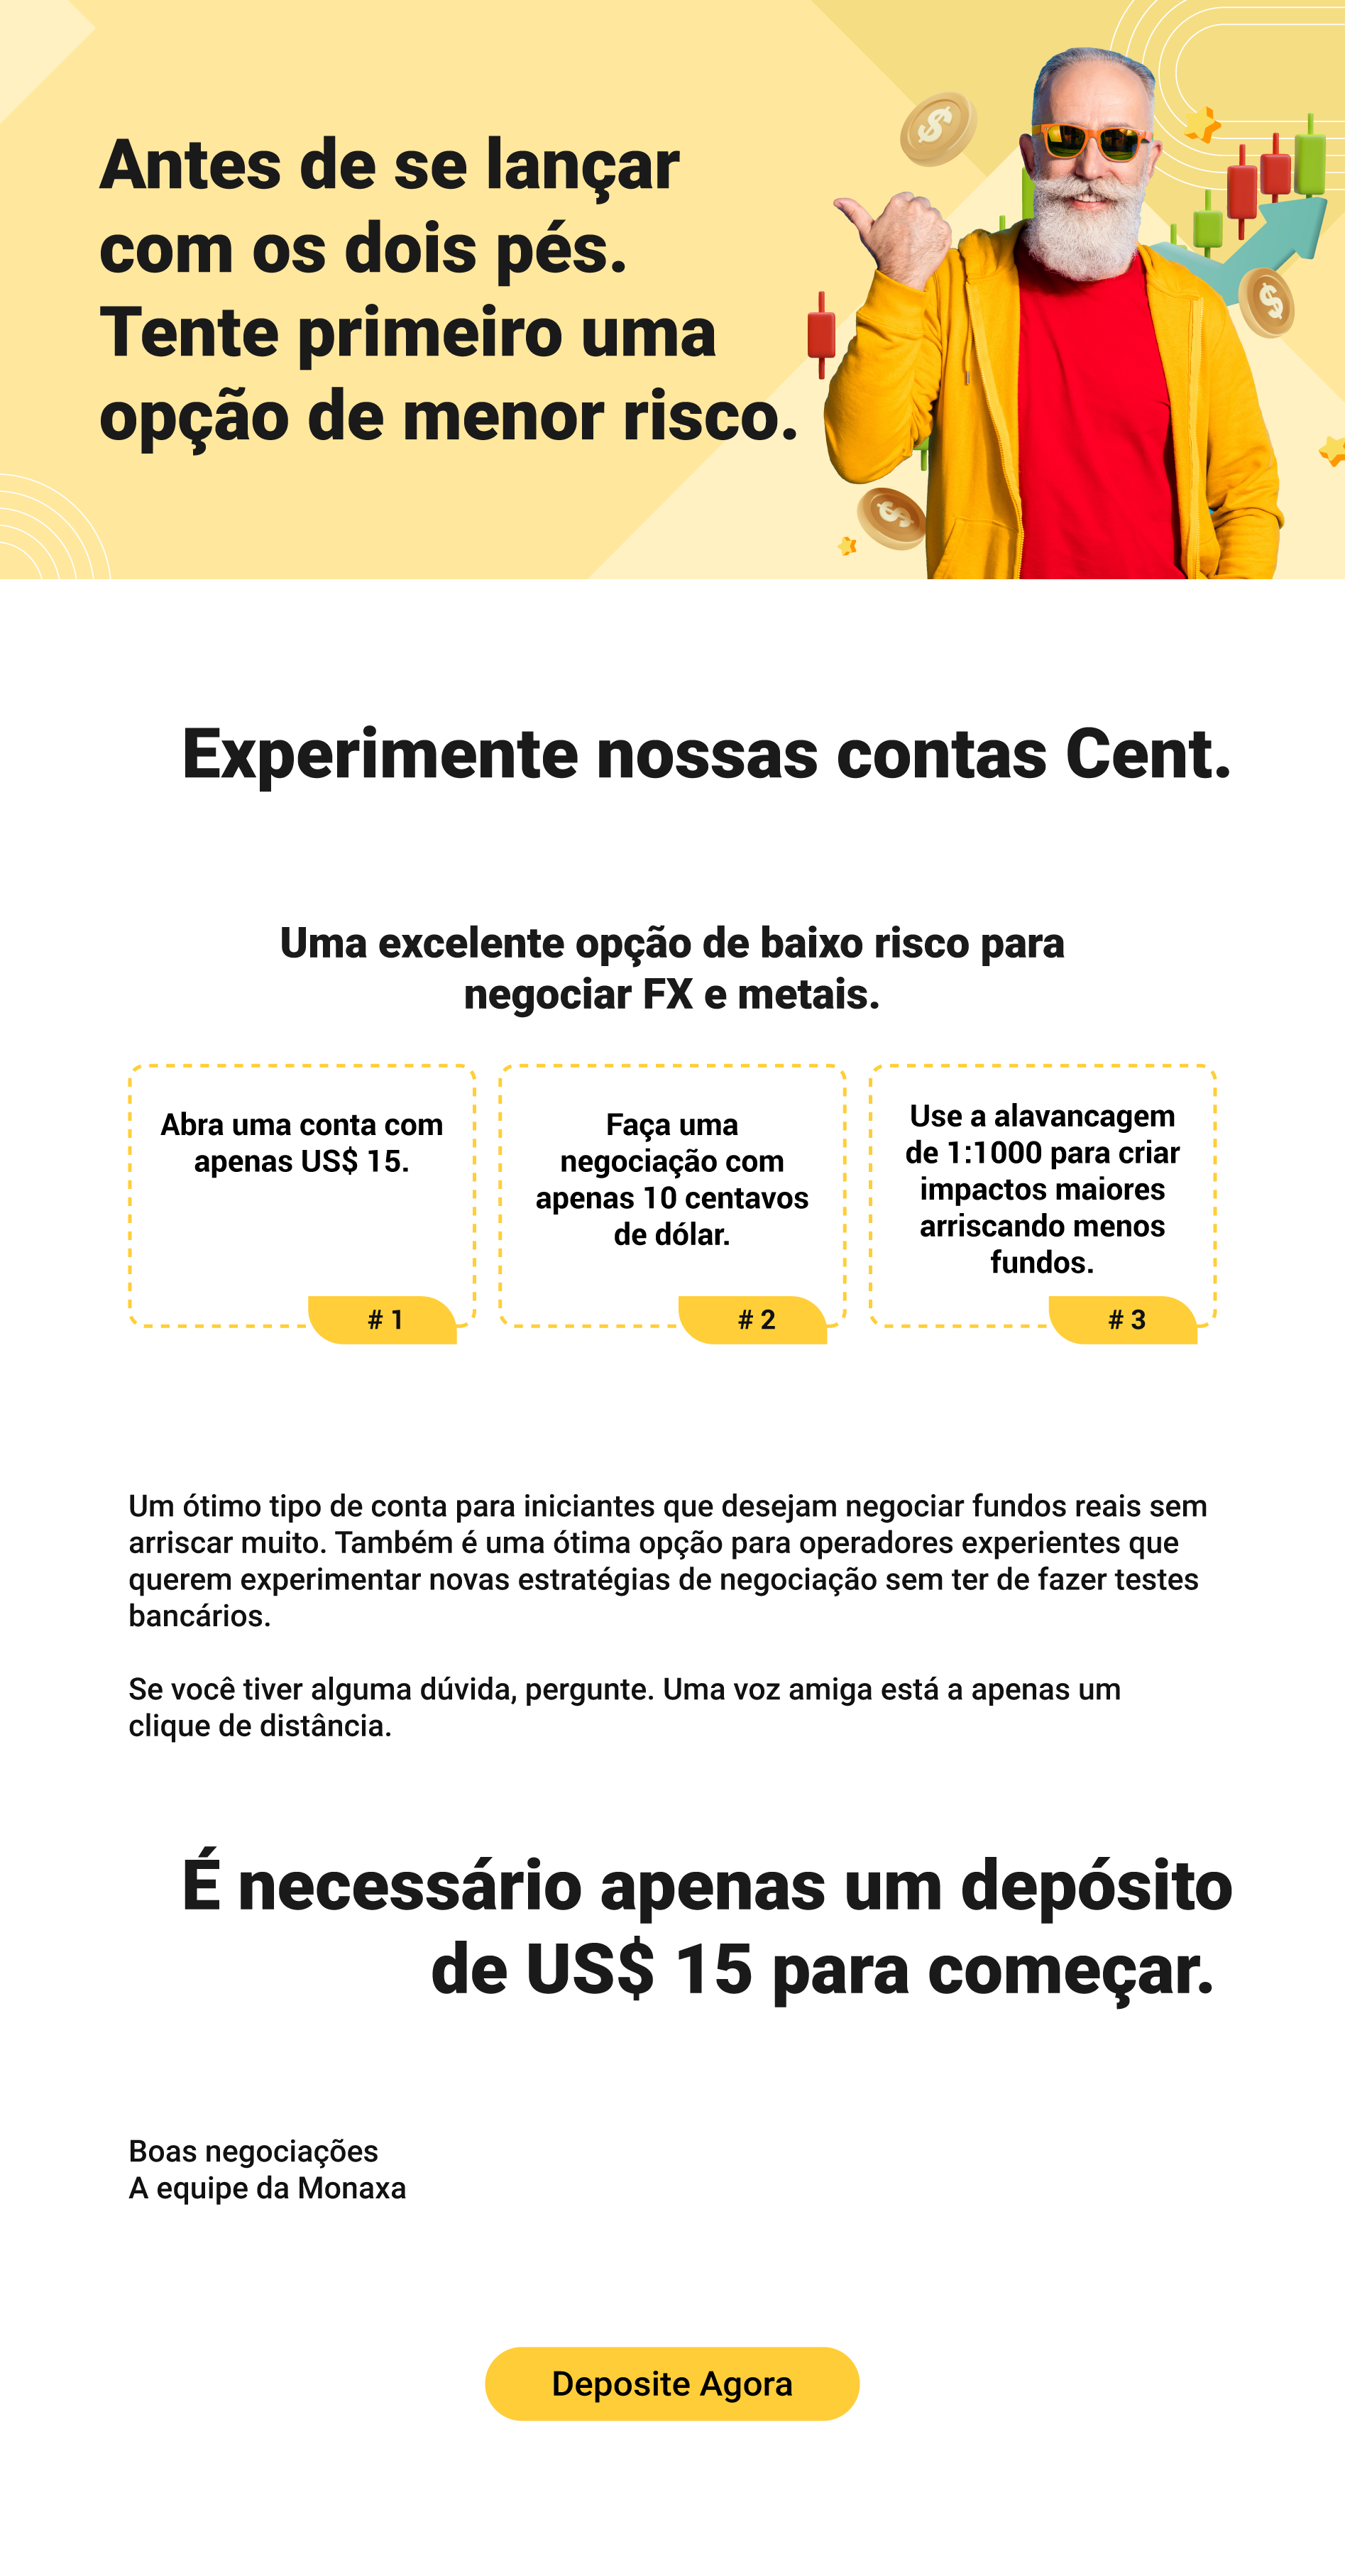 Antes de se lançar
com os dois pés.
Tente primeiro uma
opção de menor risco.
Experimente nossas contas Cent.
Uma excelente opção de baixo risco para
negociar FX e metais.
Abra uma conta com
apenas US$ 15.
# 1
Faça uma
negociação com
apenas 10 centavos
de dólar.
# 2
Use a alavancagem
de 1:1000 para criar
impactos maiores
arriscando menos
fundos.
# 3
Um ótimo tipo de conta para iniciantes que desejam negociar fundos reais sem
arriscar muito. Também é uma ótima opção para operadores experientes que
querem experimentar novas estratégias de negociação sem ter de fazer testes
bancários.
Se você tiver alguma dúvida, pergunte. Uma voz amiga está a apenas um
clique de distância.
É necessário apenas um depósito
de US$ 15 para começar.
Boas negociações
A equipe da Monaxa
Deposite Agora